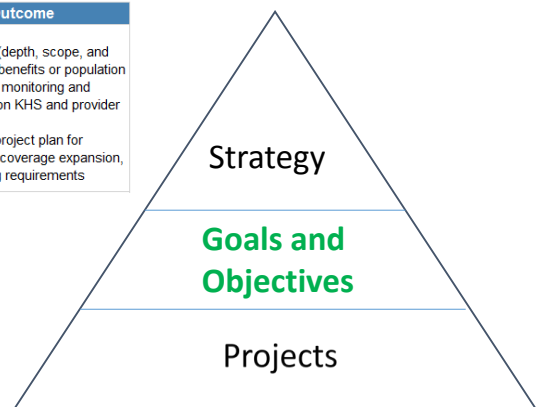 utcome
depth, scope, and
benefits or population
monitoring and
on KHS and provider
roject plan for
coverage expansion,
requirements
Strategy
Goals and
Objectives
Projects